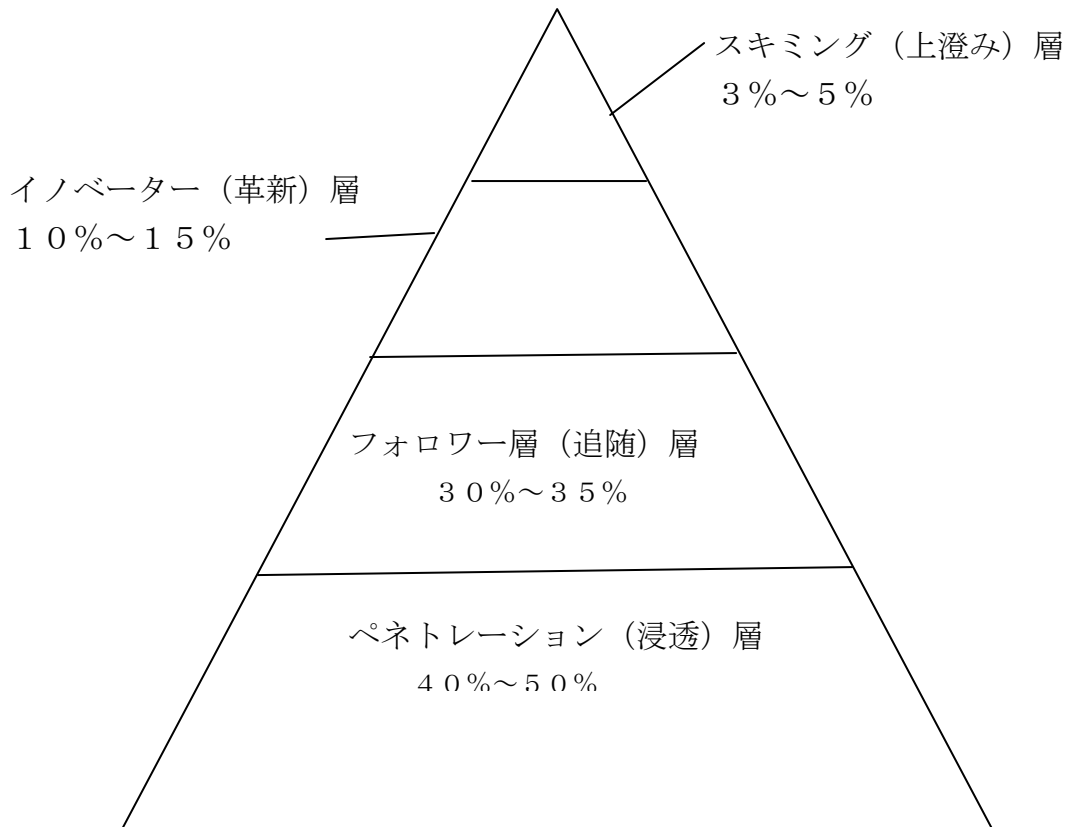 スキミング（上澄み）層
３％～５％
イノベーター（革新）層
１０％～１５％
フォロワー層（追随）層
３０％～３５％
ペネトレーション（浸透）層
４０％～５０％